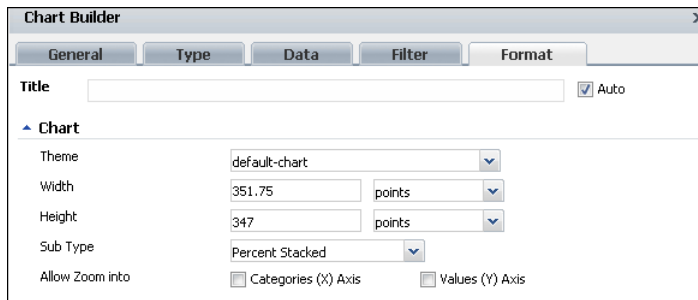 Chart Builder
General Type Data Filter Format
Title Auto
Chart
Theme default-chart
Width 351.75 points
Height 347 points
Sub Type Percent Stacked
Allow Zoom into Categories (X) Axis Values (Y) Axis